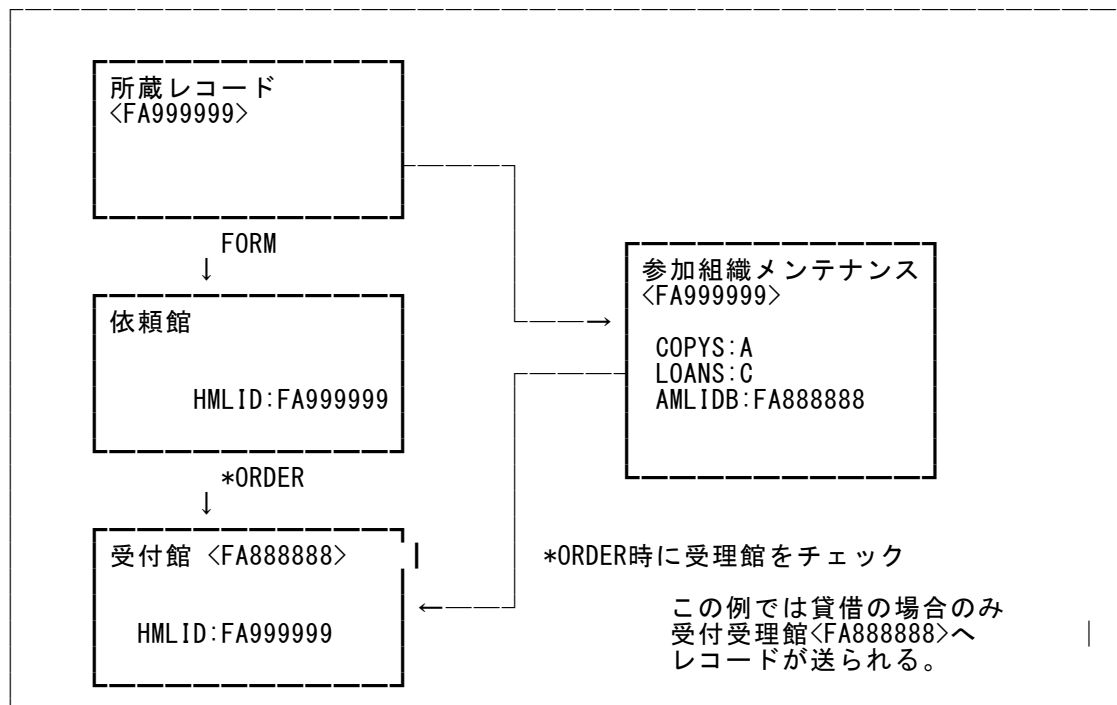 所蔵レコード
<FA999999>
FORM
↓
依頼館
HMLID:FA999999
*ORDER
↓
受付館 <FA888888>
HMLID:FA999999
参加組織メンテナンス
<FA999999>
COPYS:A
LOANS:C
AMLIDB:FA888888
*ORDER時に受理館をチェック
この例では貸借の場合のみ
受付受理館<FA888888>へ
レコードが送られる。